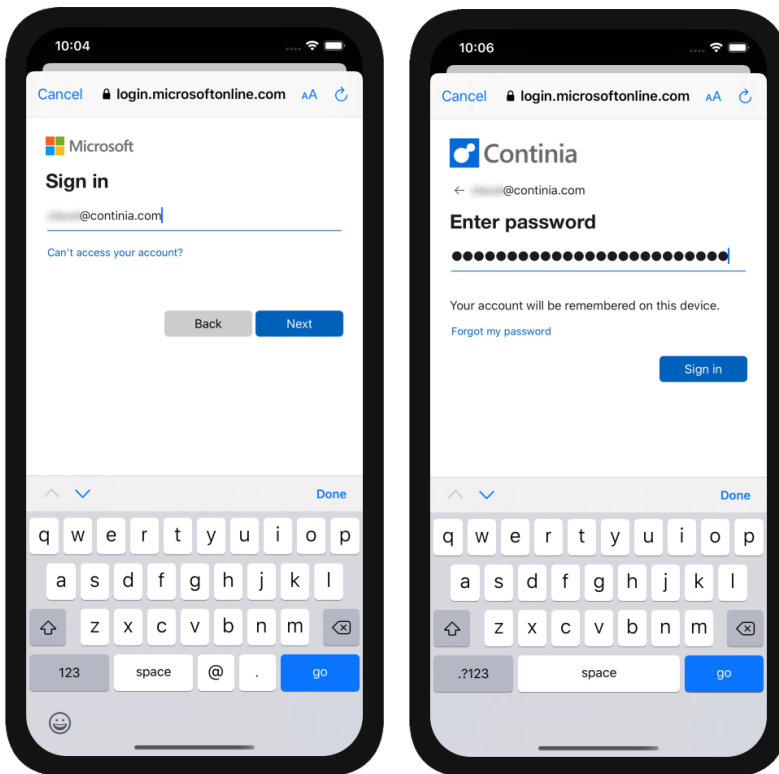 10:04
Cancel login.microsoftonline.com AA
Microsoft
Sign in
@continia.com
Can't access your account?
Back Next
Done
q w e r t y u i o p
a s d f g h j k l
z x c v b n m
123 space @ . go
10:06
Cancel login.microsoftonline.com AA
Continia
← @continia.com
Enter password
●●●●●●●●●●●●●●●●●●●●●●●●●
Your account will be remembered on this device.
Forgot my password
Sign in
Done
q w e r t y u i o p
a s d f g h j k l
z x c v b n m
.?123 space go